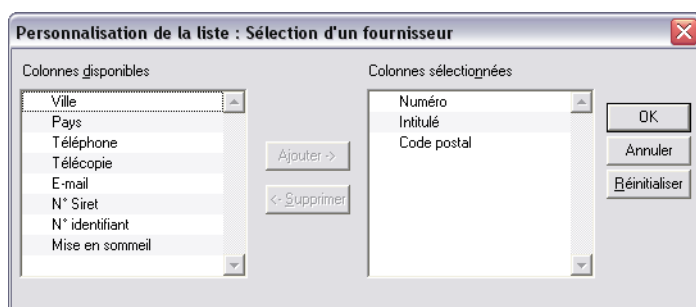 Personnalisation de la liste : Sélection d'un fournisseur
Colonnes disponibles
Ville
Pays
Téléphone
Télécopie
E-mail
N° Siret
N° identifiant
Mise en sommeil
Ajouter ->
<- Supprimer
Colonnes sélectionnées
Numéro
Intitulé
Code postal
OK
Annuler
Réinitialiser